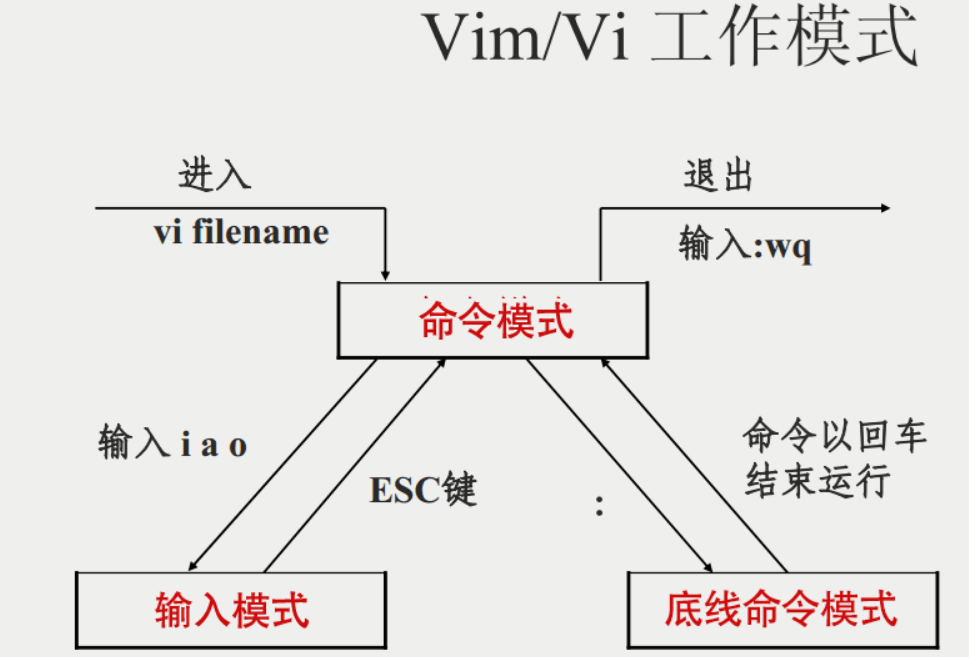 Vim/Vi 工作模式
进入
vi filename
退出
输入:wq
命令模式
输入 i a o
ESC键
:
命令以回车
结束运行
输入模式
底线命令模式